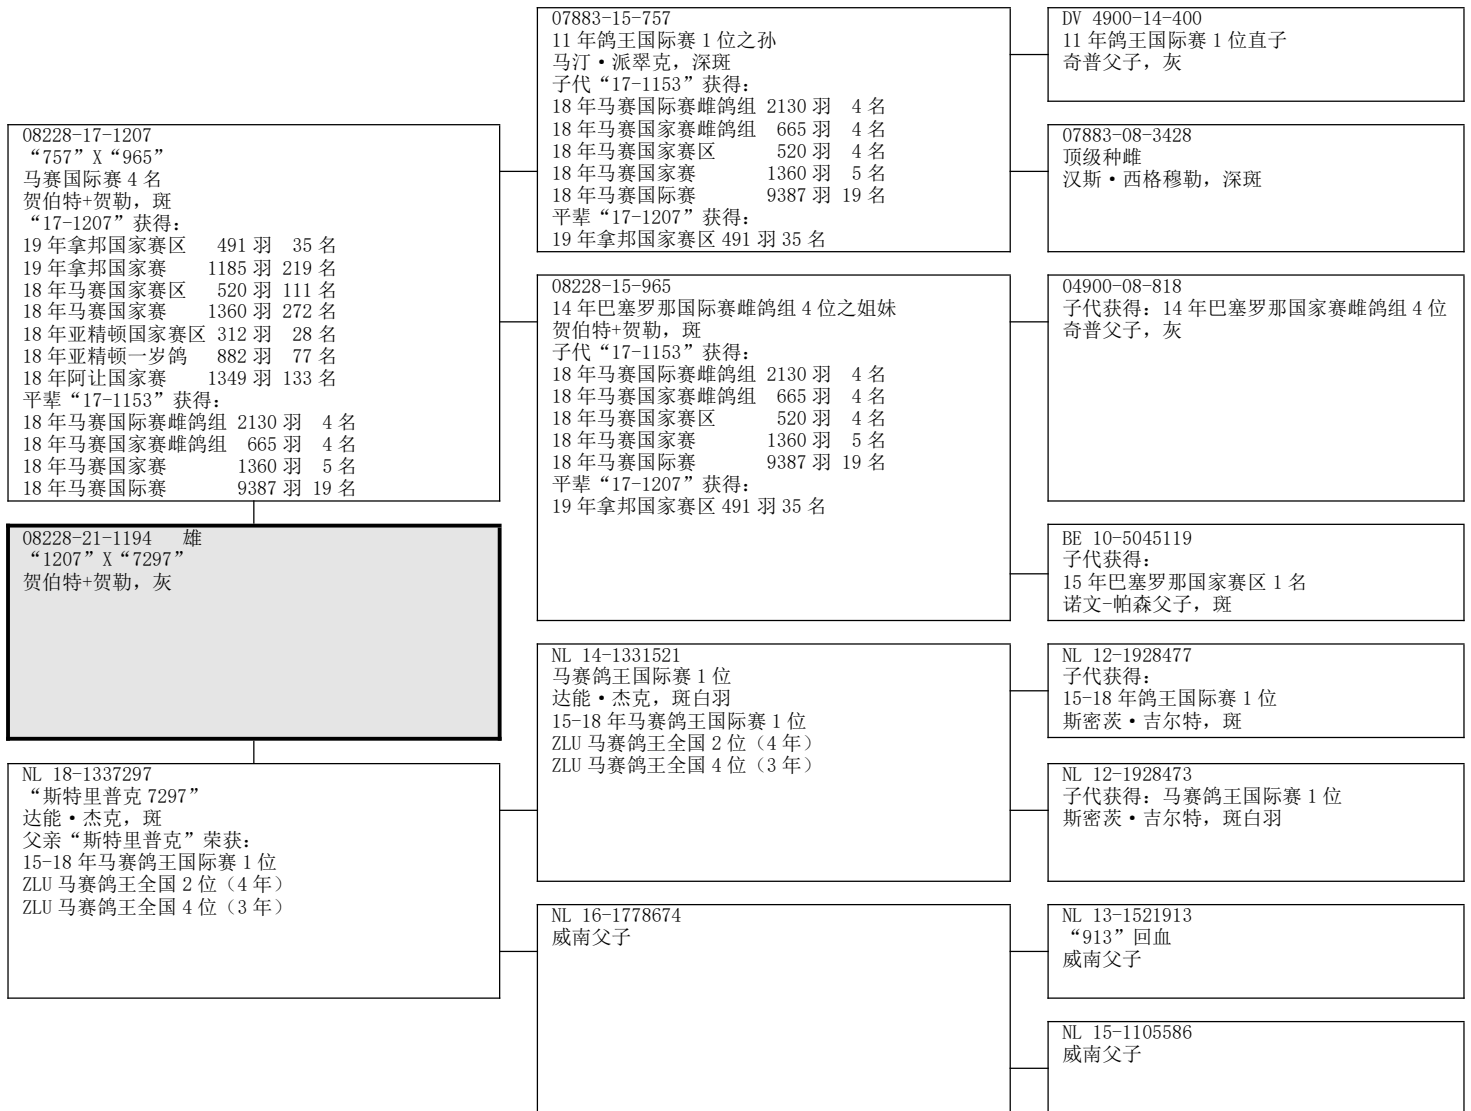 08228-17-1207
“757”X“965”
马赛国际赛 4 名
贺伯特+贺勒，斑
“17-1207”获得：
19 年拿邦国家赛区 491 羽 35 名
19 年拿邦国家赛 1185 羽 219 名
18 年马赛国家赛区 520 羽 111 名
18 年马赛国家赛 1360 羽 272 名
18 年亚精顿国家赛区 312 羽 28 名
18 年亚精顿一岁鸽 882 羽 77 名
18 年阿让国家赛 1349 羽 133 名
平辈“17-1153”获得：
18 年马赛国际赛雌鸽组 2130 羽 4 名
18 年马赛国家赛雌鸽组 665 羽 4 名
18 年马赛国家赛 1360 羽 5 名
18 年马赛国际赛 9387 羽 19 名
08228-21-1194 雄
“1207”X“7297”
贺伯特+贺勒，灰
NL 18-1337297
“斯特里普克 7297”
达能·杰克，斑
父亲“斯特里普克”荣获：
15-18 年马赛鸽王国际赛 1 位
ZLU 马赛鸽王全国 2 位（4 年）
ZLU 马赛鸽王全国 4 位（3 年）
07883-15-757
11 年鸽王国际赛 1 位之孙
马汀·派翠克，深斑
子代“17-1153”获得：
18 年马赛国际赛雌鸽组 2130 羽 4 名
18 年马赛国家赛雌鸽组 665 羽 4 名
18 年马赛国家赛区 520 羽 4 名
18 年马赛国家赛 1360 羽 5 名
18 年马赛国际赛 9387 羽 19 名
平辈“17-1207”获得：
19 年拿邦国家赛区 491 羽 35 名
08228-15-965
14 年巴塞罗那国际赛雌鸽组 4 位之姐妹
贺伯特+贺勒，斑
子代“17-1153”获得：
18 年马赛国际赛雌鸽组 2130 羽 4 名
18 年马赛国家赛雌鸽组 665 羽 4 名
18 年马赛国家赛区 520 羽 4 名
18 年马赛国家赛 1360 羽 5 名
18 年马赛国际赛 9387 羽 19 名
平辈“17-1207”获得：
19 年拿邦国家赛区 491 羽 35 名
NL 14-1331521
马赛鸽王国际赛 1 位
达能·杰克，斑白羽
15-18 年马赛鸽王国际赛 1 位
ZLU 马赛鸽王全国 2 位（4 年）
ZLU 马赛鸽王全国 4 位（3 年）
NL 16-1778674
威南父子
DV 4900-14-400
11 年鸽王国际赛 1 位直子
奇普父子，灰
07883-08-3428
顶级种雌
汉斯·西格穆勒，深斑
04900-08-818
子代获得：14 年巴塞罗那国家赛雌鸽组 4 位
奇普父子，灰
BE 10-5045119
子代获得：
15 年巴塞罗那国家赛区 1 名
诺文-帕森父子，斑
NL 12-1928477
子代获得：
15-18 年鸽王国际赛 1 位
斯密茨·吉尔特，斑
NL 12-1928473
子代获得：马赛鸽王国际赛 1 位
斯密茨·吉尔特，斑白羽
NL 13-1521913
“913”回血
威南父子
NL 15-1105586
威南父子